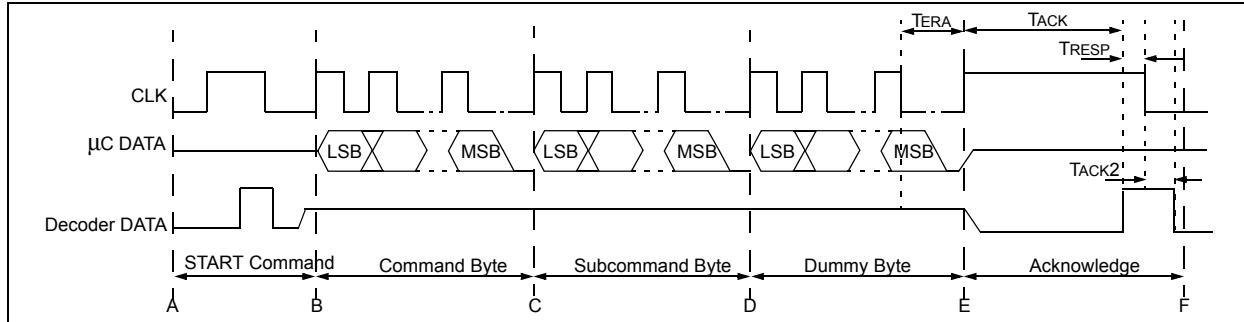 TERA
TACK
TRESP
CLK
μC DATA
LSB
MSB
LSB
MSB
LSB
MSB
TACK2
Decoder DATA
START Command
Command Byte
Subcommand Byte
Dummy Byte
Acknowledge
A
B
C
D
E
F